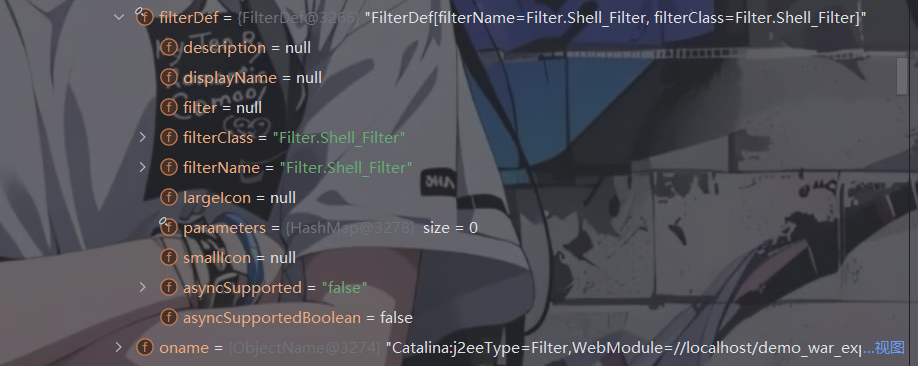 filterDef = {FilterDef@3266} "FilterDef[filterName=Filter.Shell_Filter, filterClass=Filter.Shell_Filter]"
description = null
displayName = null
filter = null
filterClass = "Filter.Shell_Filter"
filterName = "Filter.Shell_Filter"
largeIcon = null
parameters = {HashMap@3278} size = 0
smallIcon = null
asyncSupported = "false"
asyncSupportedBoolean = false
oname = {ObjectName@3274} "Catalina:j2eeType=Filter,WebModule=//localhost/demo_war_exp...视图